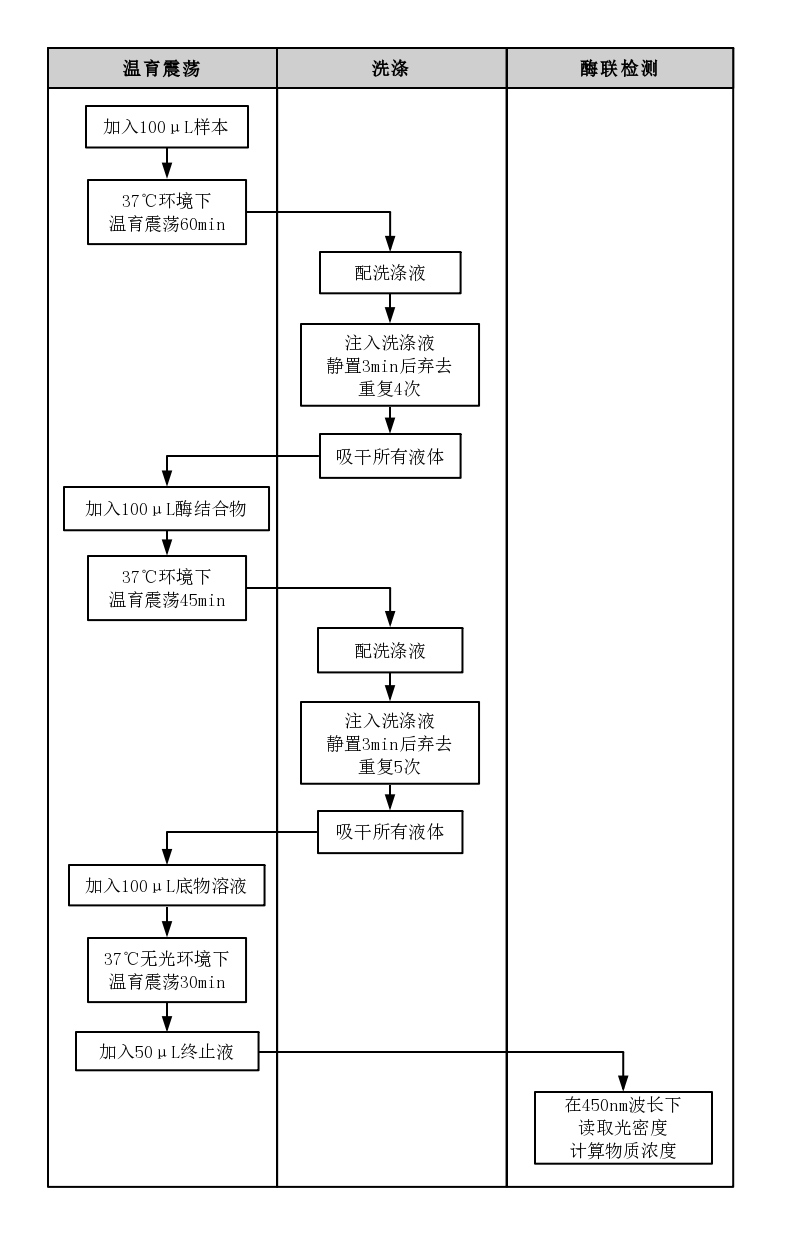 温育震荡
洗涤
酶联检测
加入100μL样本
37℃环境下
温育震荡60min
配洗涤液
注入洗涤液
静置3min后弃去
重复4次
吸干所有液体
加入100μL酶结合物
37℃环境下
温育震荡45min
配洗涤液
注入洗涤液
静置3min后弃去
重复5次
吸干所有液体
加入100μL底物溶液
37℃无光环境下
温育震荡30min
加入50μL终止液
在450nm波长下
读取光密度
计算物质浓度